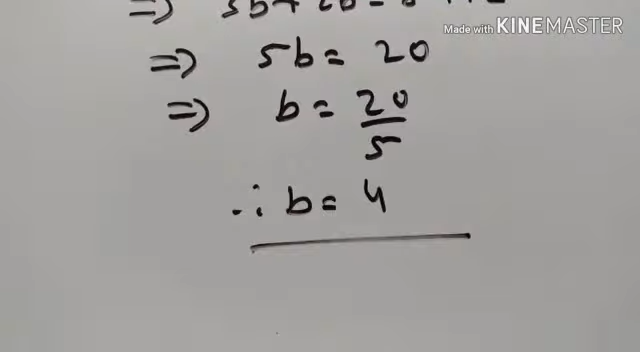 Made with KINEMASTER
=> 5b = 20
=> b = 20/5
∴ b = 4